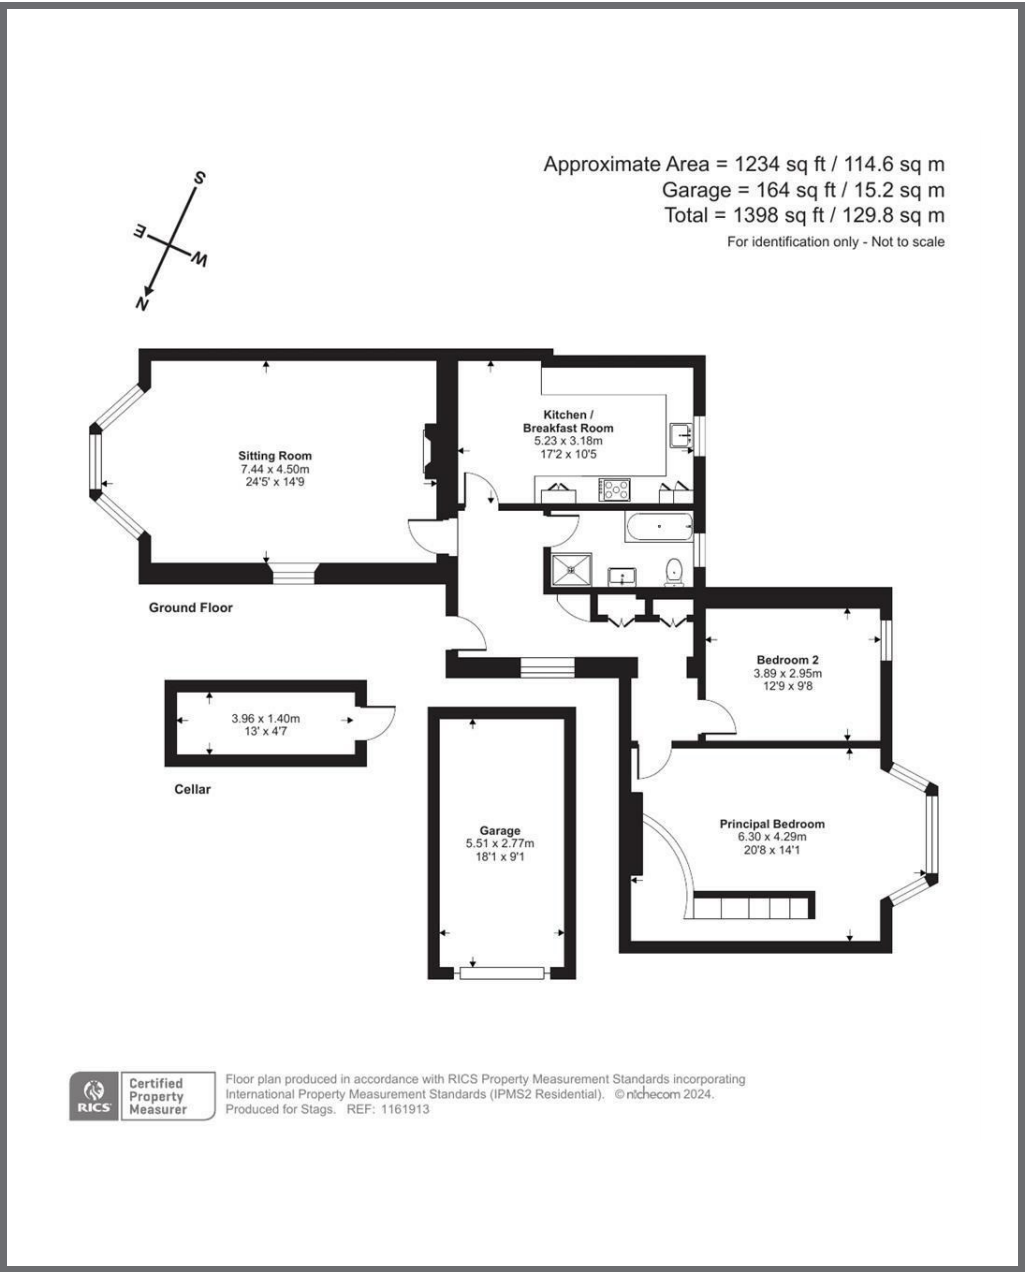 Approximate Area = 1234 sq ft / 114.6 sq m
Garage = 164 sq ft / 15.2 sq m
Total = 1398 sq ft / 129.8 sq m
For identification only - Not to scale
S
E
W
N
Kitchen /
Breakfast Room
5.23 x 3.18m
17'2 x 10'5
Sitting Room
7.44 x 4.50m
24'5' x 14'9
Ground Floor
Bedroom 2
3.89 x 2.95m
12'9 x 9'8
3.96 x 1.40m
13' x 4'7
Cellar
Garage
5.51 x 2.77m
18'1 x 9'1
Principal Bedroom
6.30 x 4.29m
20'8 x 14'1
RICS
Certified
Property
Measurer
Floor plan produced in accordance with RICS Property Measurement Standards incorporating
International Property Measurement Standards (IPMS2 Residential). © nichecom 2024.
Produced for Stags. REF: 1161913